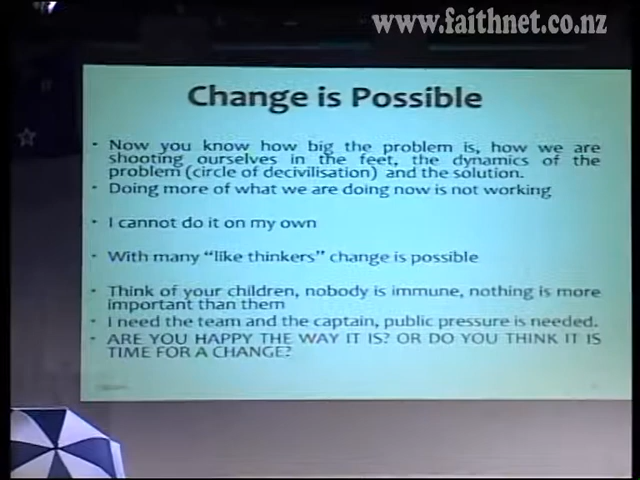 www.faithnet.co.nz
Change is Possible
• Now you know how big the problem is, how we are
shooting ourselves in the feet, the dynamics of the
problem (circle of decivilisation) and the solution.
• Doing more of what we are doing now is not working
• I cannot do it on my own
• With many "like thinkers" change is possible
• Think of your children, nobody is immune, nothing is more
important than them
• I need the team and the captain, public pressure is needed.
• ARE YOU HAPPY THE WAY IT IS? OR DO YOU THINK IT IS
TIME FOR A CHANGE?